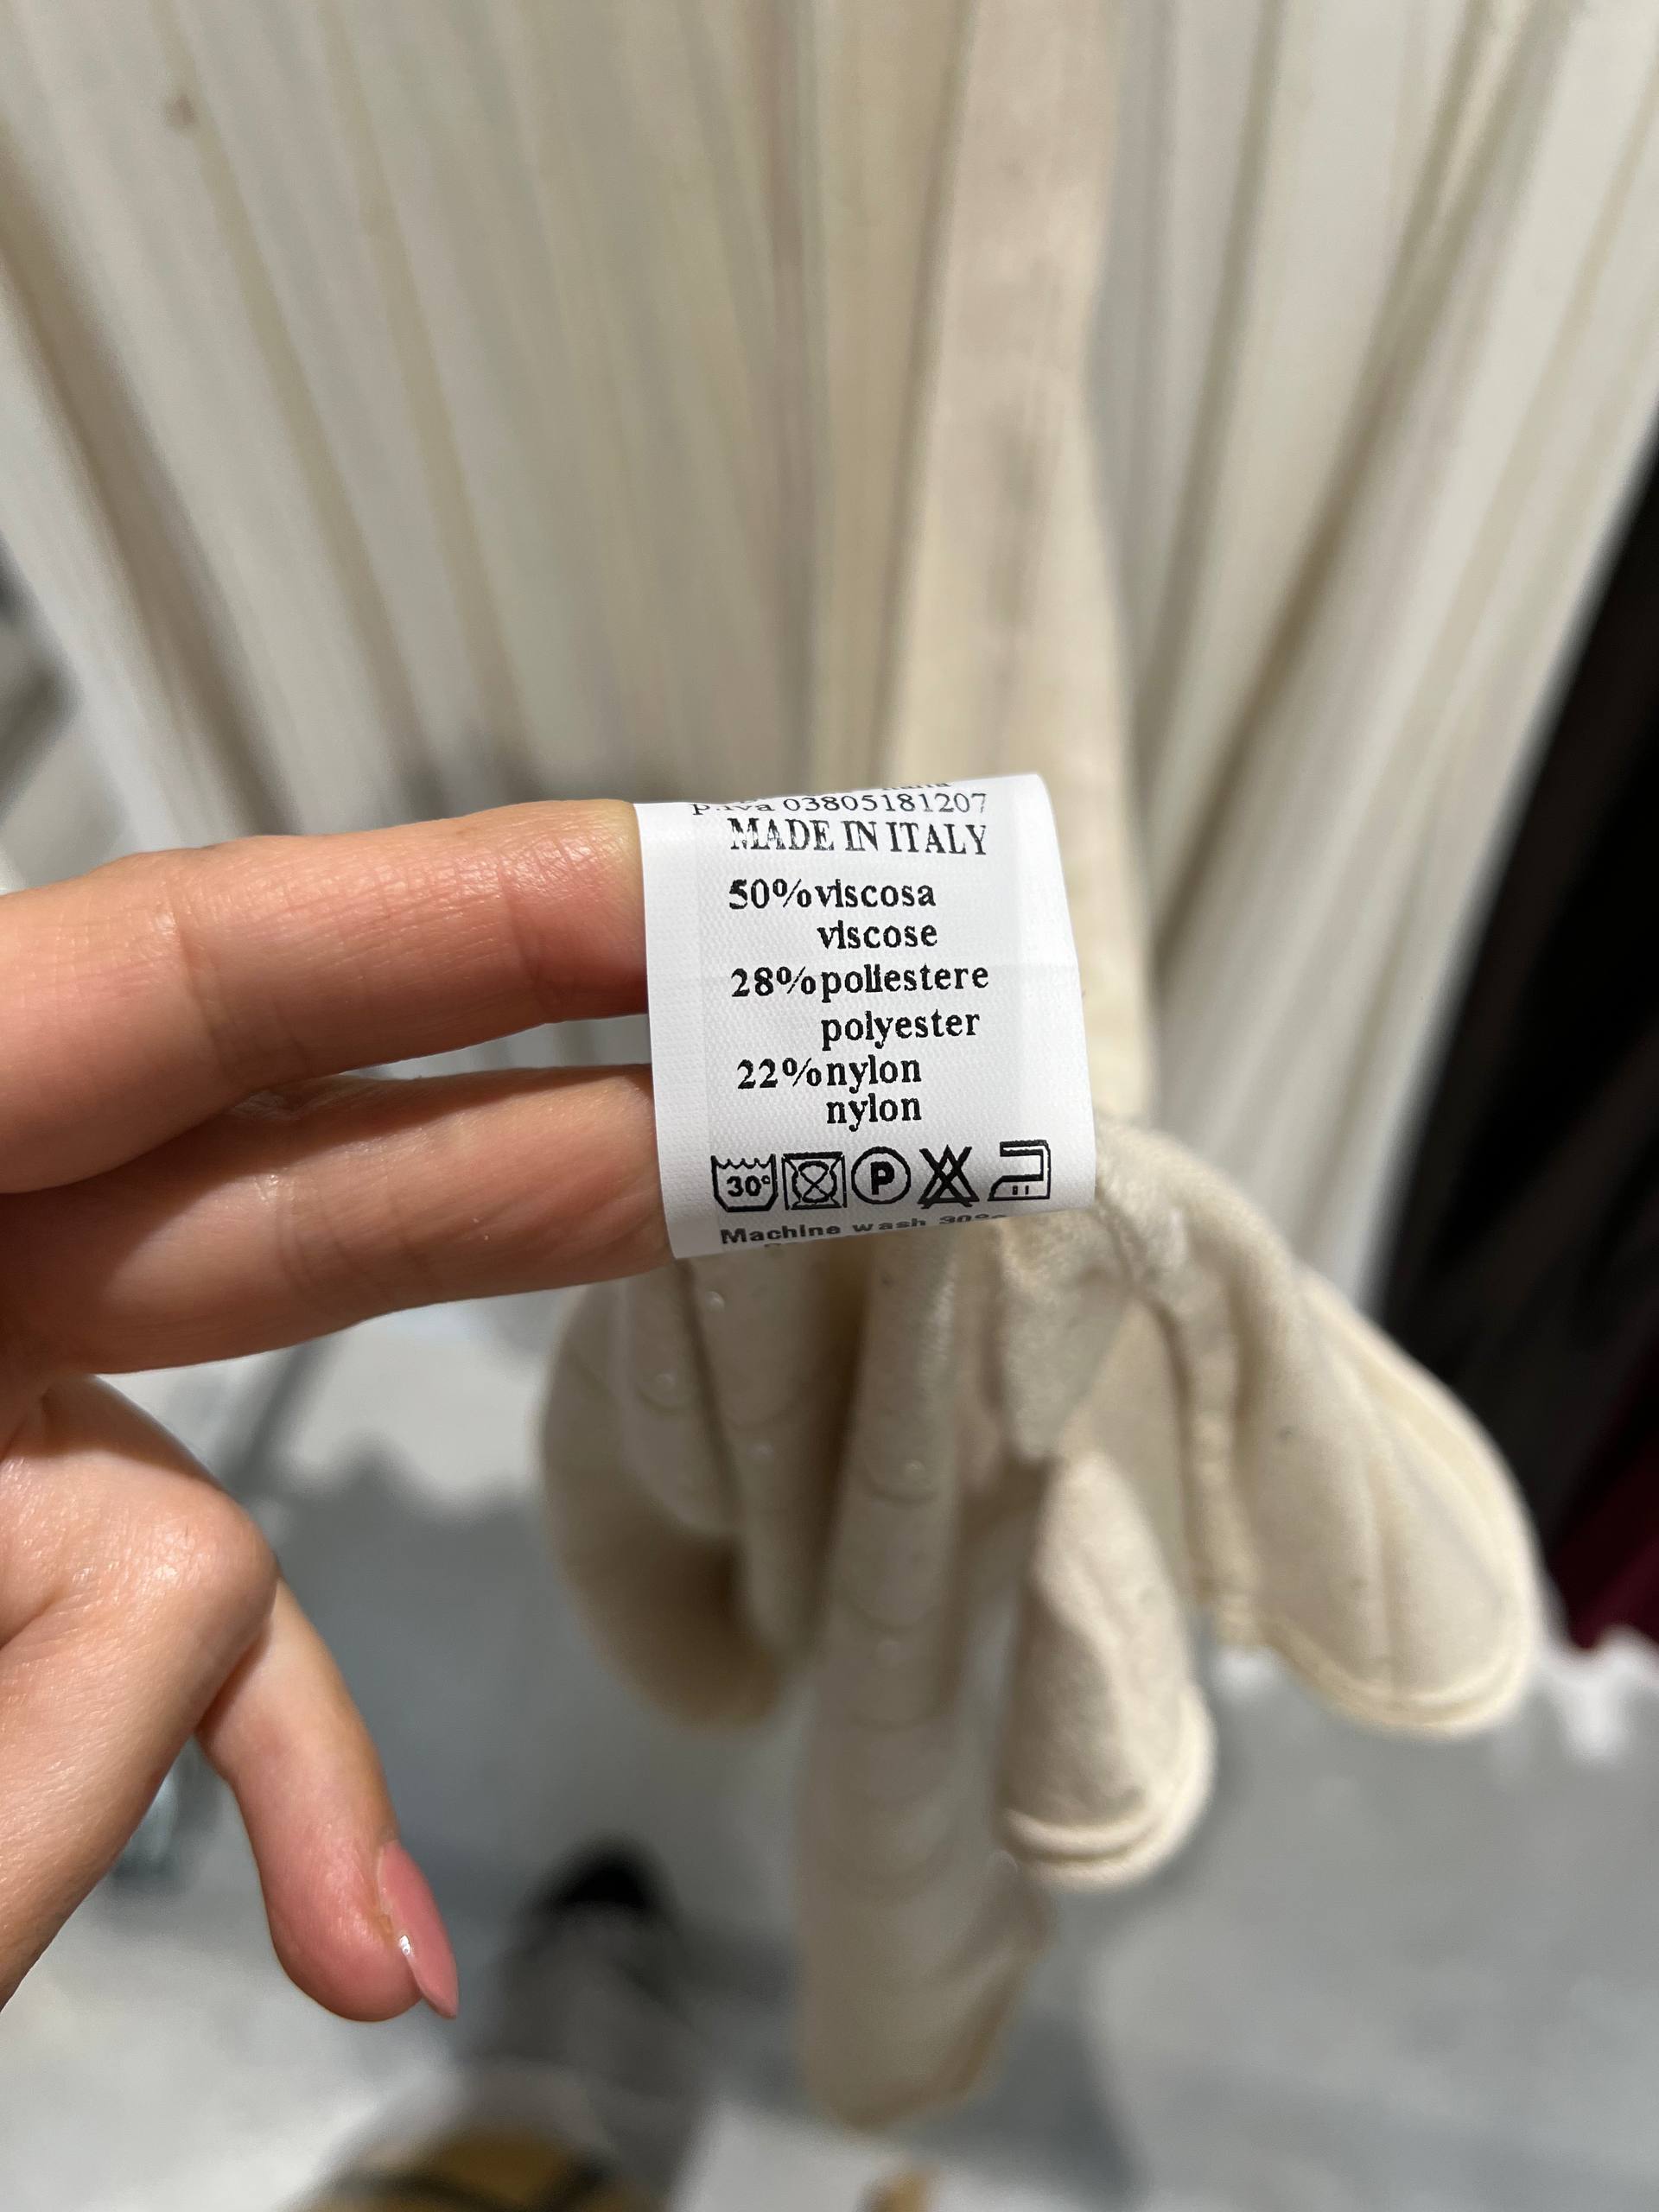 P.iva 03805181207
MADE IN ITALY
50% viscosa
viscose
28% poliestere
polyester
22% nylon
nylon
30° P
Machine wash 30°